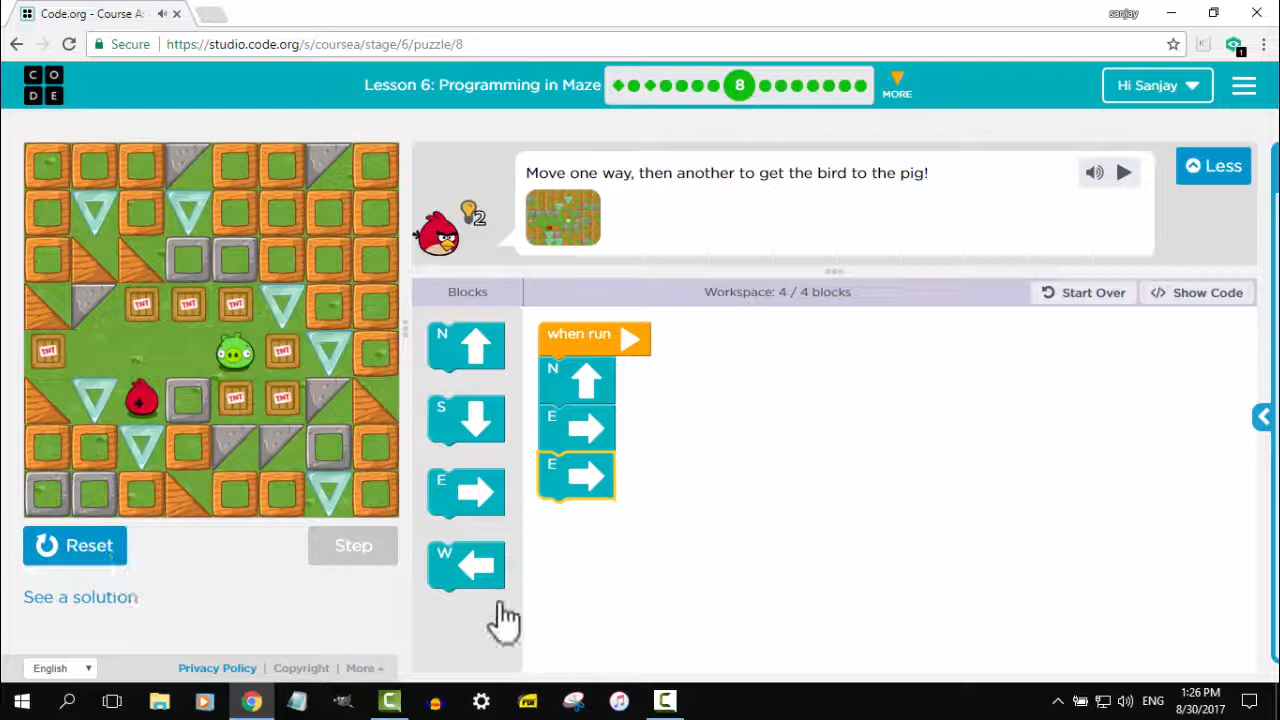 Code.org - Course A:
sanjay
Secure
https://studio.code.org/s/coursea/stage/6/puzzle/8
K
1
C O
D E
Lesson 6: Programming in Maze
8
MORE
Hi Sanjay
2
Move one way, then another to get the bird to the pig!
Less
Blocks
Workspace: 4 / 4 blocks
Start Over
</> Show Code
N
S
E
W
when run
N
E
E
TNT
TNT
TNT
TNT
TNT
TNT
TNT
Reset
Step
See a solution
English
Privacy Policy | Copyright | More
ENG
1:26 PM
8/30/2017